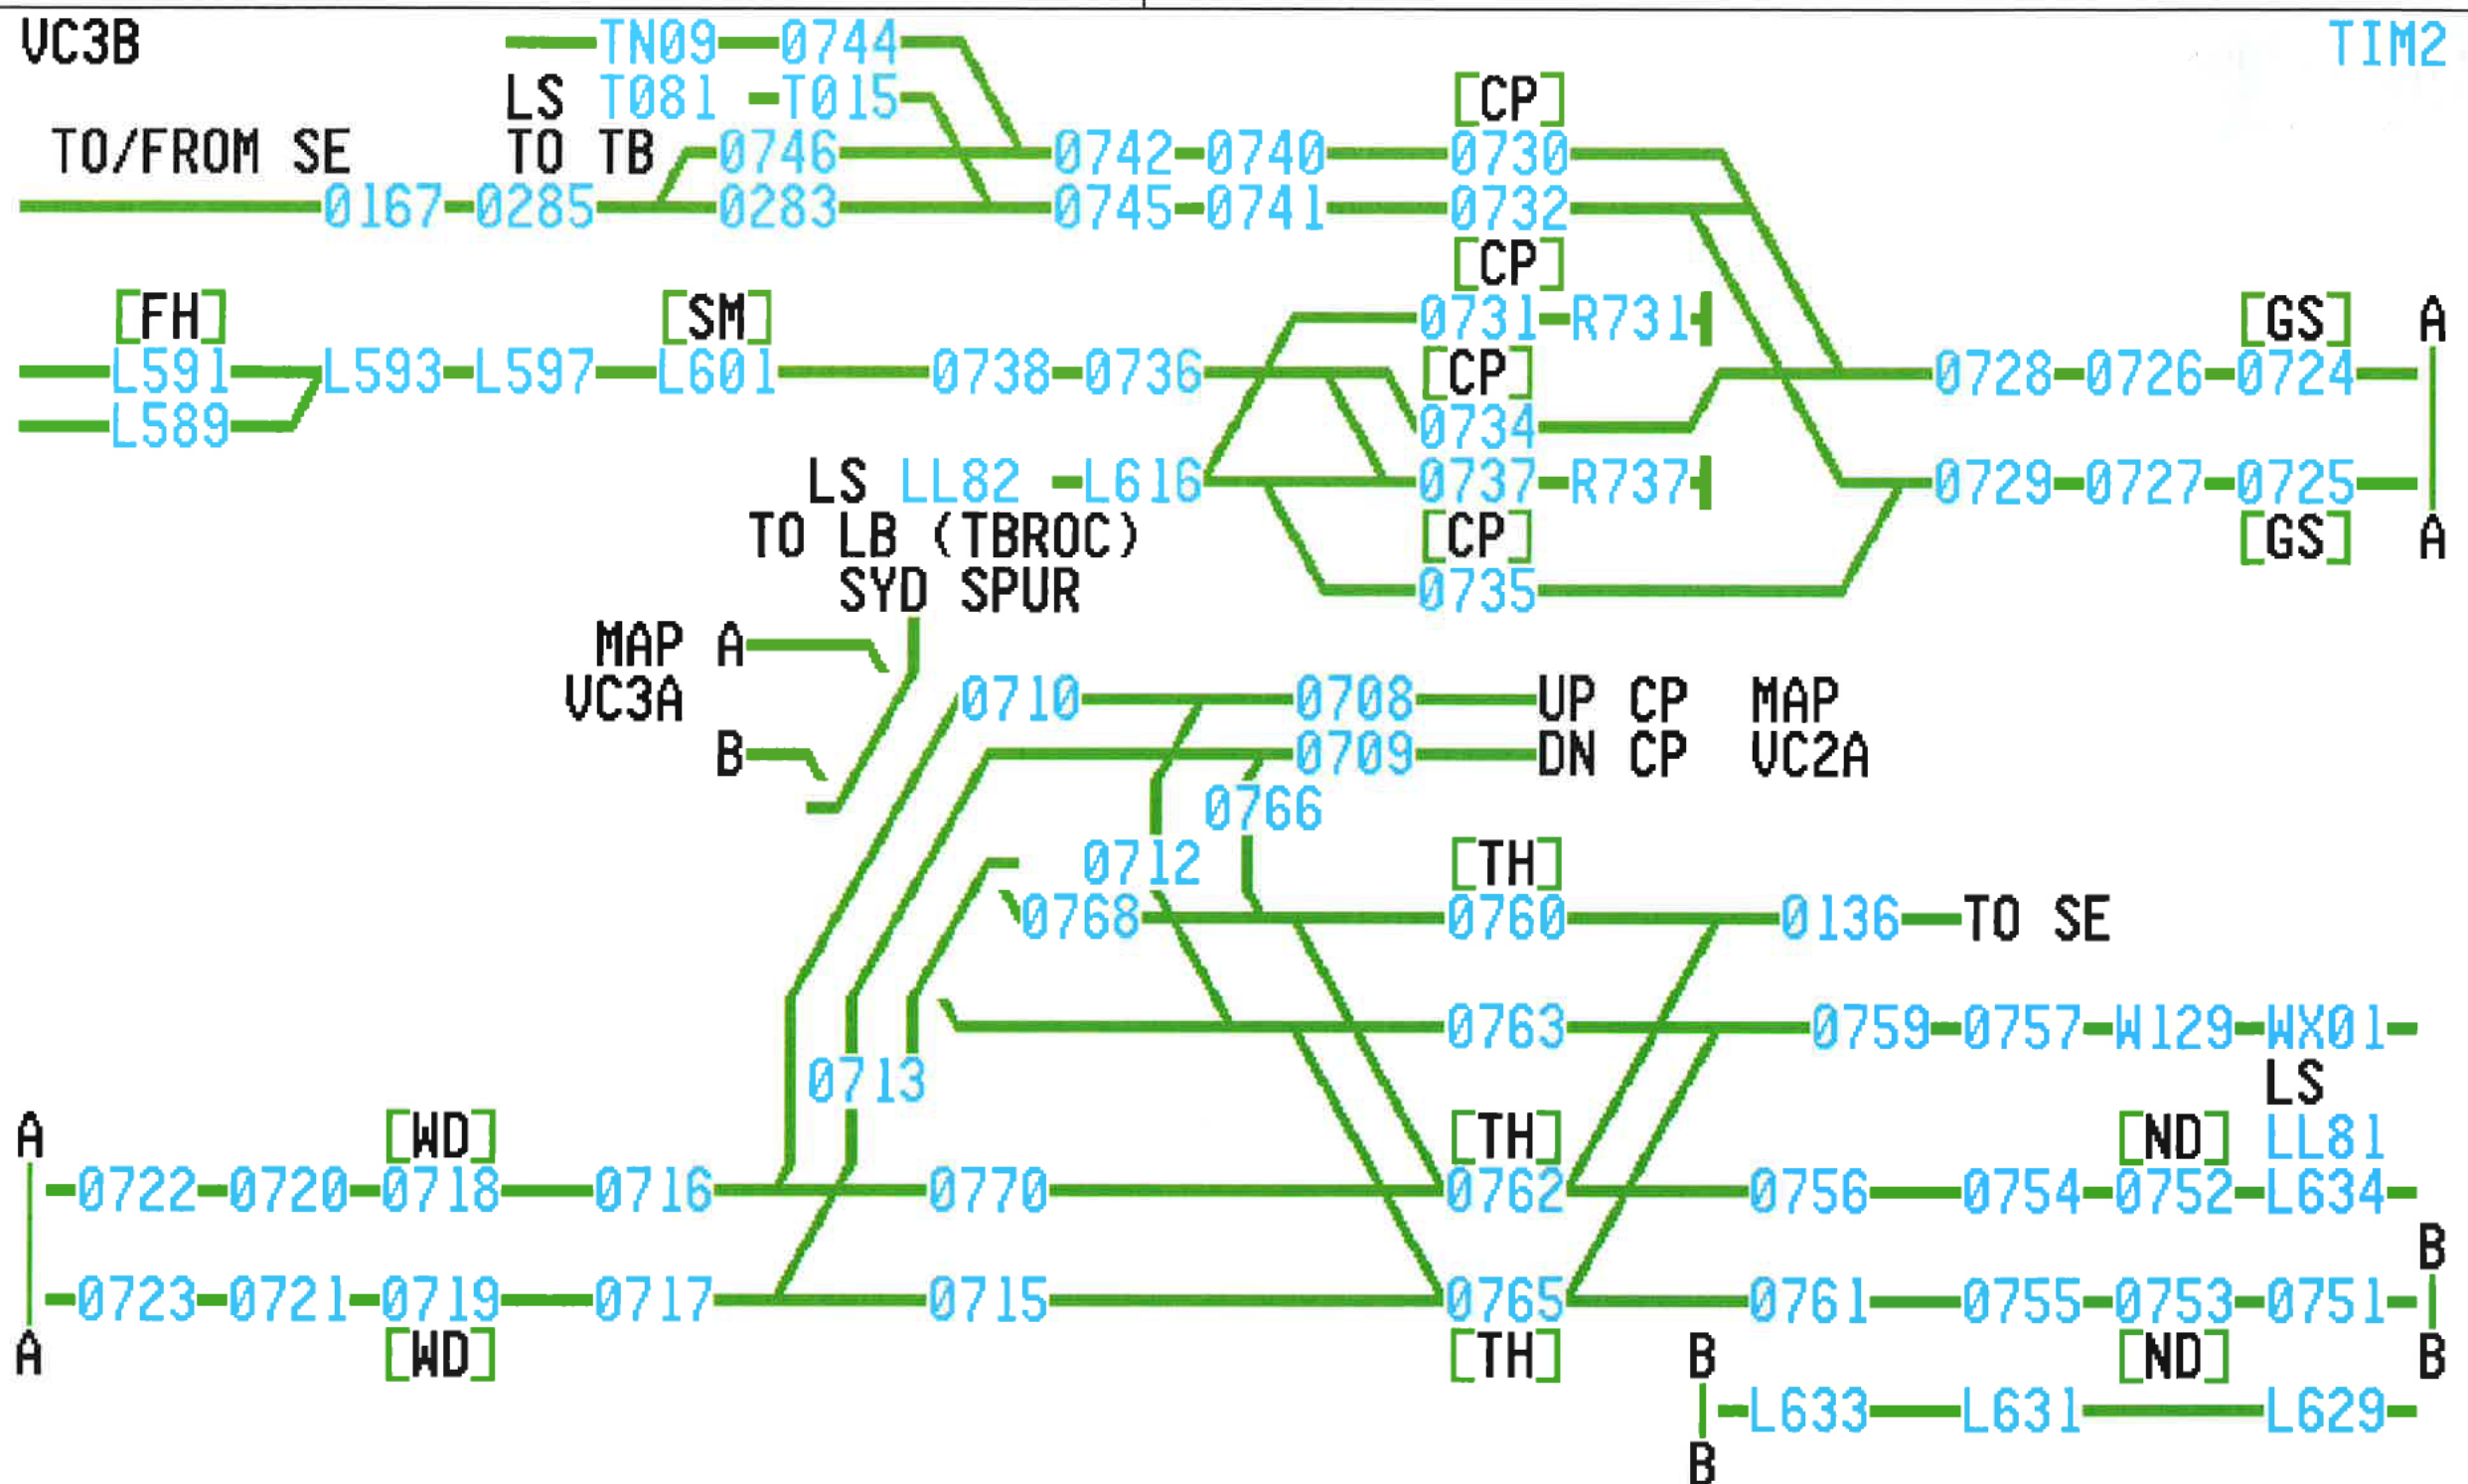 VC3B TN09 0744 TIM2
LS T081 T015 [CP]
TO/FROM SE TO TB 0746 0742 0740 0730
0167 0285 0283 0745 0741 0732
[CP]
[FH] [SM] 0731 R731 [GS] A
L591 L593 L597 L601 0738 0736 [CP] 0728 0726 0724
L589 0734
LS LL82 L616 0737 R737 0729 0727 0725
TO LB (TBROC) [CP] [GS] A
SYD SPUR 0735
MAP A
VC3A 0710 0708 UP CP MAP
B 0709 DN CP VC2A
0766
0712 [TH]
0768 0760 0136 TO SE
0763 0759 0757 W129 WX01
0713 LS
A [WD] [TH] [ND] LL81
0722 0720 0718 0716 0770 0762 0756 0754 0752 L634
B
0723 0721 0719 0717 0715 0765 0761 0755 0753 0751
A [WD] [TH] B [ND] B
L633 L631 L629
B